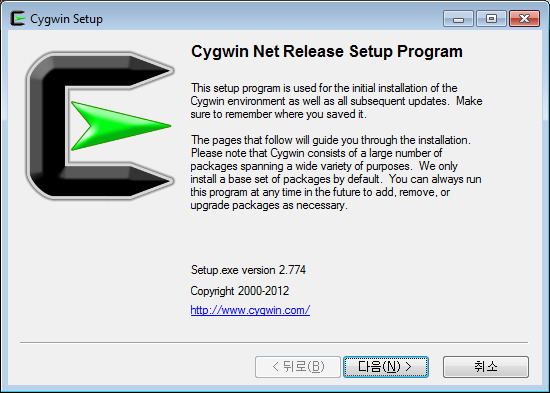 Cygwin Setup
Cygwin Net Release Setup Program
This setup program is used for the initial installation of the
Cygwin environment as well as all subsequent updates.  Make
sure to remember where you saved it.
The pages that follow will guide you through the installation.
Please note that Cygwin consists of a large number of
packages spanning a wide variety of purposes.  We only
install a base set of packages by default.  You can always run
this program at any time in the future to add, remove, or
upgrade packages as necessary.
Setup.exe version 2.774
Copyright 2000-2012
http://www.cygwin.com/
< 뒤로(B)
다음(N) >
취소